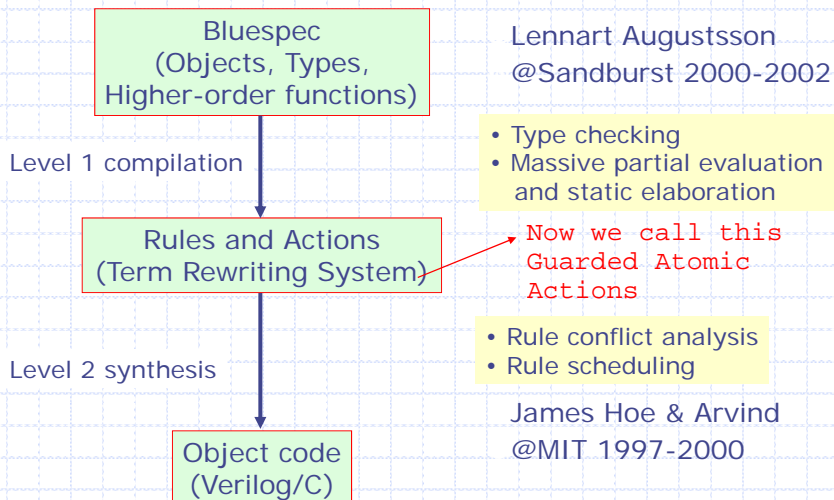 Bluespec
(Objects, Types,
Higher-order functions)
Lennart Augustsson
@Sandburst 2000-2002
Level 1 compilation
• Type checking
• Massive partial evaluation
and static elaboration
Rules and Actions
(Term Rewriting System)
Now we call this
Guarded Atomic
Actions
Level 2 synthesis
• Rule conflict analysis
• Rule scheduling
James Hoe & Arvind
@MIT 1997-2000
Object code
(Verilog/C)